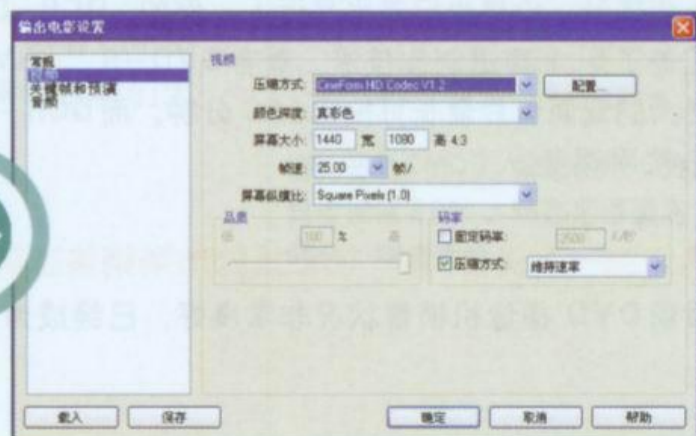 输出电影设置
常规
视频
关键帧和预演
音频
视频
压缩方式: CineForm HD Codec V1.2 配置...
颜色深度: 真彩色
屏幕大小: 1440 宽 1080 高 4:3
帧速: 25.00 帧/
屏幕纵横比: Square Pixels (1.0)
品质
低 100 % 高
码率
固定码率: 2500 K/秒
压缩方式: 维持速率
载入 保存 确定 取消 帮助